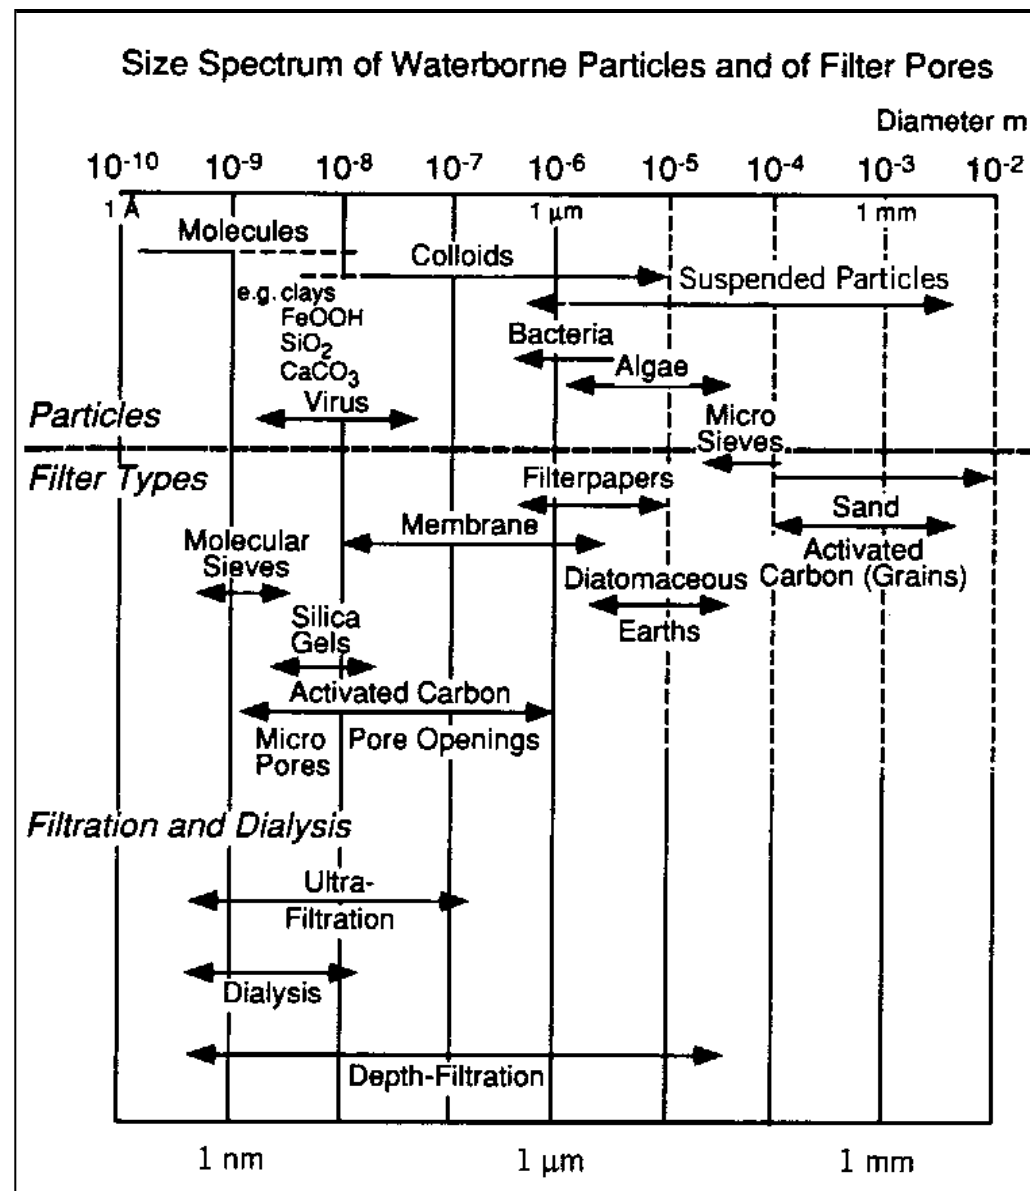 Size Spectrum of Waterborne Particles and of Filter Pores
Diameter m
10⁻¹⁰ 10⁻⁹ 10⁻⁸ 10⁻⁷ 10⁻⁶ 10⁻⁵ 10⁻⁴ 10⁻³ 10⁻²
1 Å 1 µm 1 mm
Molecules
Colloids
Suspended Particles
e.g. clays
FeOOH
SiO₂
CaCO₃
Virus
Bacteria
Algae
Particles
Micro
Sieves
Filter Types
Filterpapers
Sand
Membrane
Activated
Carbon (Grains)
Molecular
Sieves
Diatomaceous
Earths
Silica
Gels
Activated Carbon
Micro
Pores
Pore Openings
Filtration and Dialysis
Ultra-
Filtration
Dialysis
Depth-Filtration
1 nm 1 µm 1 mm